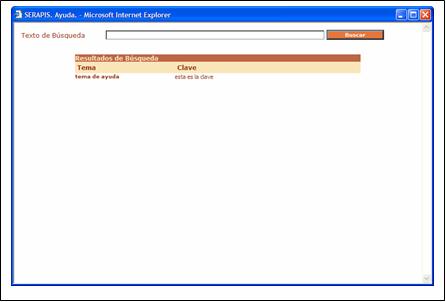 SERAPIS. Ayuda. - Microsoft Internet Explorer
Texto de Búsqueda Buscar
Resultados de Búsqueda
Tema Clave
tema de ayuda esta es la clave